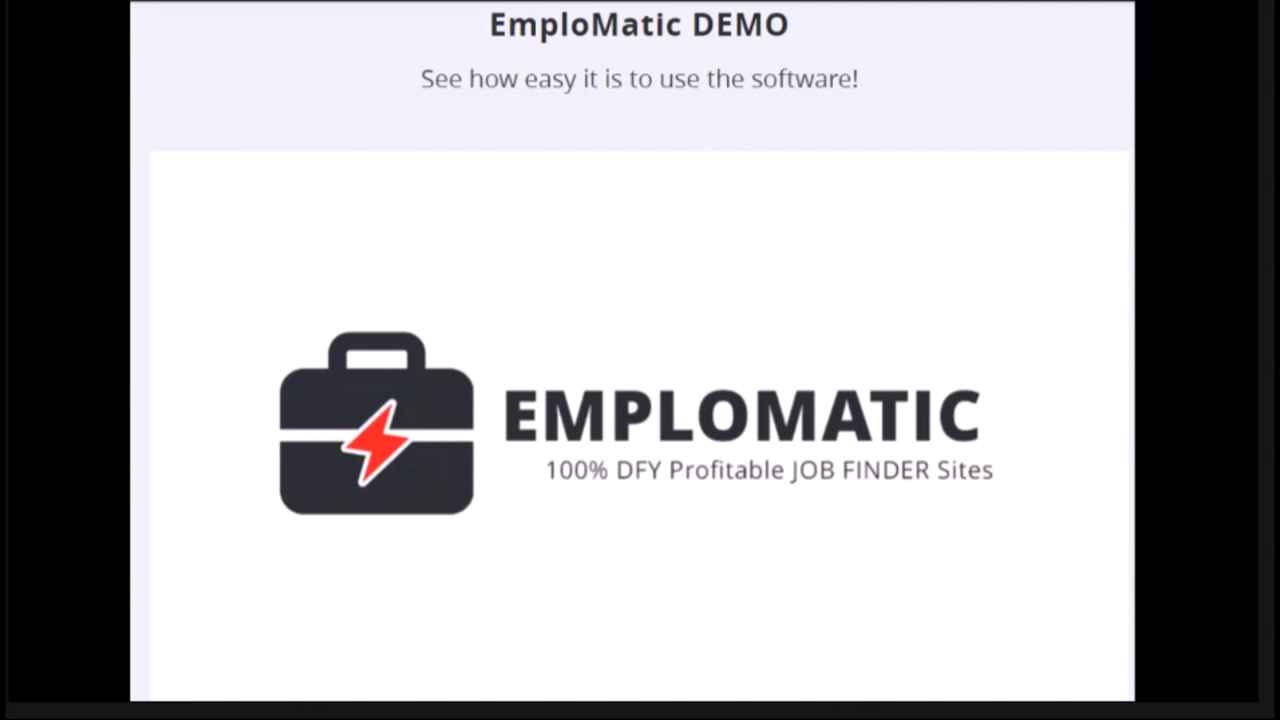 EmploMatic DEMO
See how easy it is to use the software!
EMPLOMATIC
100% DFY Profitable JOB FINDER Sites